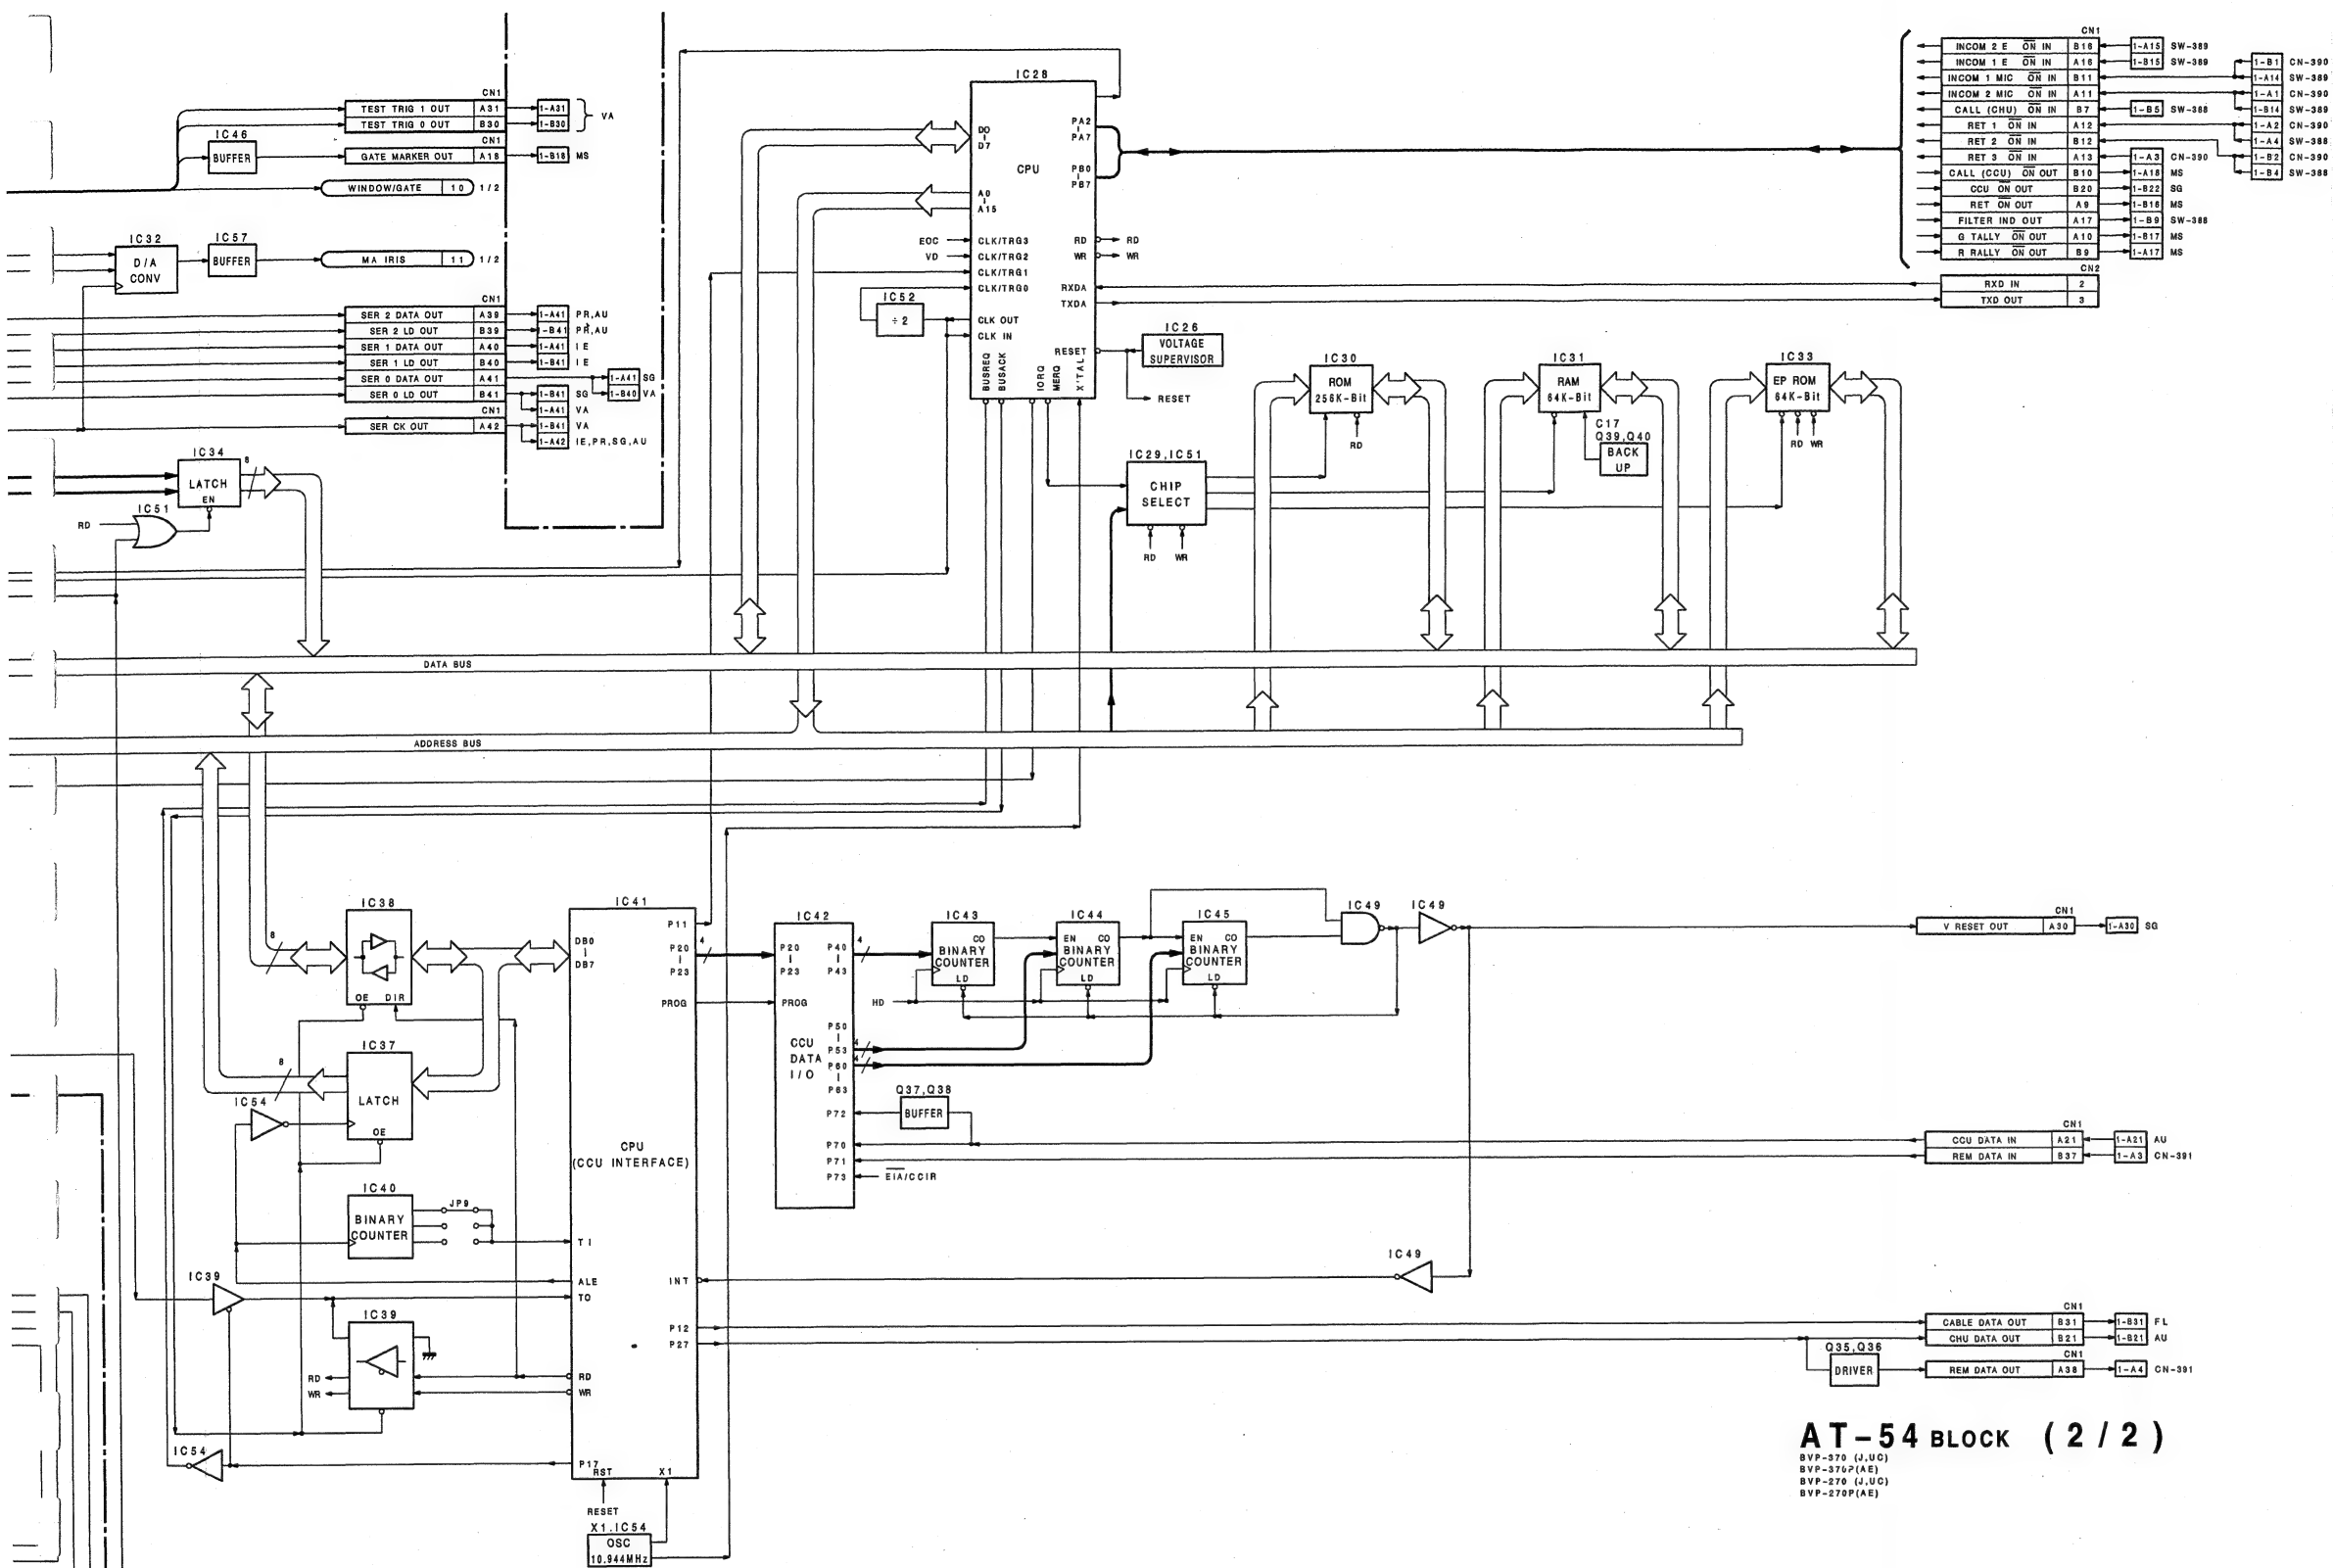 CN1
TEST TRIG 1 OUT A31 1-A31
TEST TRIG 0 OUT B30 1-B30
VA
IC46
BUFFER
CN1
GATE MARKER OUT A18 1-B18 MS
WINDOW/GATE 10 1/2
IC32
D/A
CONV
IC57
BUFFER
MA IRIS 11 1/2
CN1
SER 2 DATA OUT A39 1-A41 PR,AU
SER 2 LD OUT B39 1-B41 PR,AU
SER 1 DATA OUT A40 1-A41 IE
SER 1 LD OUT B40 1-B41 IE
SER 0 DATA OUT A41 1-A41 SG
1-B40 VA
SER 0 LD OUT B41 1-B41 SG
1-A41 VA
CN1
SER CK OUT A42 1-B41 VA
1-A42 IE,PR,SG,AU
IC34
LATCH
EN
8
IC51
RD
IC28
CPU
D0
D7
A0
A15
EOC CLK/TRG3
VD CLK/TRG2
CLK/TRG1
CLK/TRG0
CLK OUT
CLK IN
IC52
÷2
PA2
PA7
PB0
PB7
RD RD
WR WR
RXDA
TXDA
RESET
BUSREQ
BUSACK
IORQ
MERQ
X'TAL
IC26
VOLTAGE
SUPERVISOR
RESET
CN1
INCOM 2 E ON IN B16 1-A15 SW-389
INCOM 1 E ON IN A16 1-B15 SW-389
INCOM 1 MIC ON IN B11 1-B1 CN-390
1-A14 SW-389
INCOM 2 MIC ON IN A11 1-A1 CN-390
1-B14 SW-389
CALL (CHU) ON IN B7 1-B5 SW-388
RET 1 ON IN A12 1-A2 CN-390
1-A4 SW-388
RET 2 ON IN B12 1-B2 CN-390
1-B4 SW-388
RET 3 ON IN A13 1-A3 CN-390
CALL (CCU) ON OUT B10 1-A18 MS
CCU ON OUT B20 1-B22 SG
RET ON OUT A9 1-B16 MS
FILTER IND OUT A17 1-B9 SW-388
G TALLY ON OUT A10 1-B17 MS
R RALLY ON OUT B9 1-A17 MS
CN2
RXD IN 2
TXD OUT 3
IC30
ROM
256K-Bit
RD
IC31
RAM
64K-Bit
C17
Q39,Q40
BACK
UP
IC33
EP ROM
64K-Bit
RD WR
IC29,IC51
CHIP
SELECT
RD WR
DATA BUS
ADDRESS BUS
IC38
8
OE DIR
IC37
8
LATCH
OE
IC54
IC40
BINARY
COUNTER
JP9
IC39
IC39
RD
WR
IC54
IC41
CPU
(CCU INTERFACE)
DB0
DB7
TI
ALE
TO
RD
WR
P17
RST
X1
P11
P20
P23
4
PROG
INT
P12
P27
RESET
X1.IC54
OSC
10.944MHz
IC42
P20
P23
PROG
P40
P43
4
CCU
DATA
I/O
P50
P53
4
P60
P63
4
P72
P70
P71
P73
EIA/CCIR
Q37,Q38
BUFFER
HD
IC43
CO
BINARY
COUNTER
LD
IC44
EN CO
BINARY
COUNTER
LD
IC45
EN CO
BINARY
COUNTER
LD
IC49
IC49
IC49
CN1
V RESET OUT A30 1-A30 SG
CN1
CCU DATA IN A21 1-A21 AU
REM DATA IN B37 1-A3 CN-391
CN1
CABLE DATA OUT B31 1-B31 FL
CHU DATA OUT B21 1-B21 AU
CN1
REM DATA OUT A38 1-A4 CN-391
Q35,Q36
DRIVER
AT-54 BLOCK (2/2)
BVP-370 (J,UC)
BVP-370P(AE)
BVP-270 (J,UC)
BVP-270P(AE)